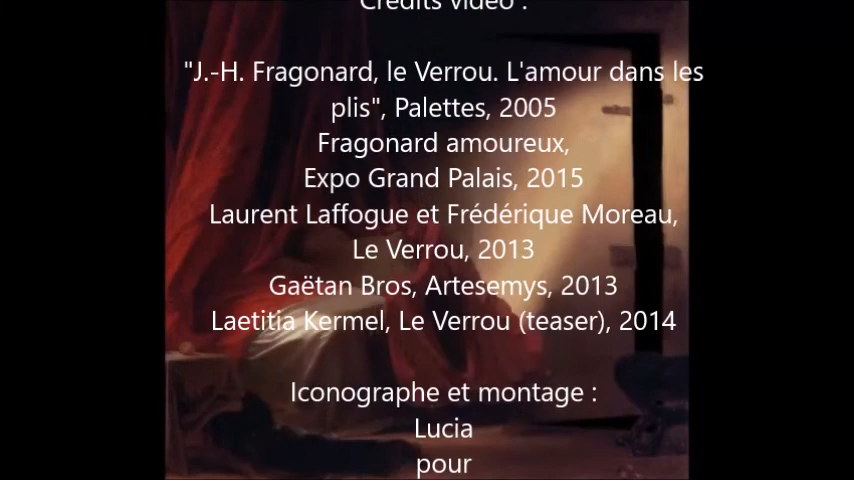 Crédits vidéo :
"J.-H. Fragonard, le Verrou. L'amour dans les
plis", Palettes, 2005
Fragonard amoureux,
Expo Grand Palais, 2015
Laurent Laffogue et Frédérique Moreau,
Le Verrou, 2013
Gaëtan Bros, Artesemys, 2013
Laetitia Kermel, Le Verrou (teaser), 2014
Iconographe et montage :
Lucia
pour